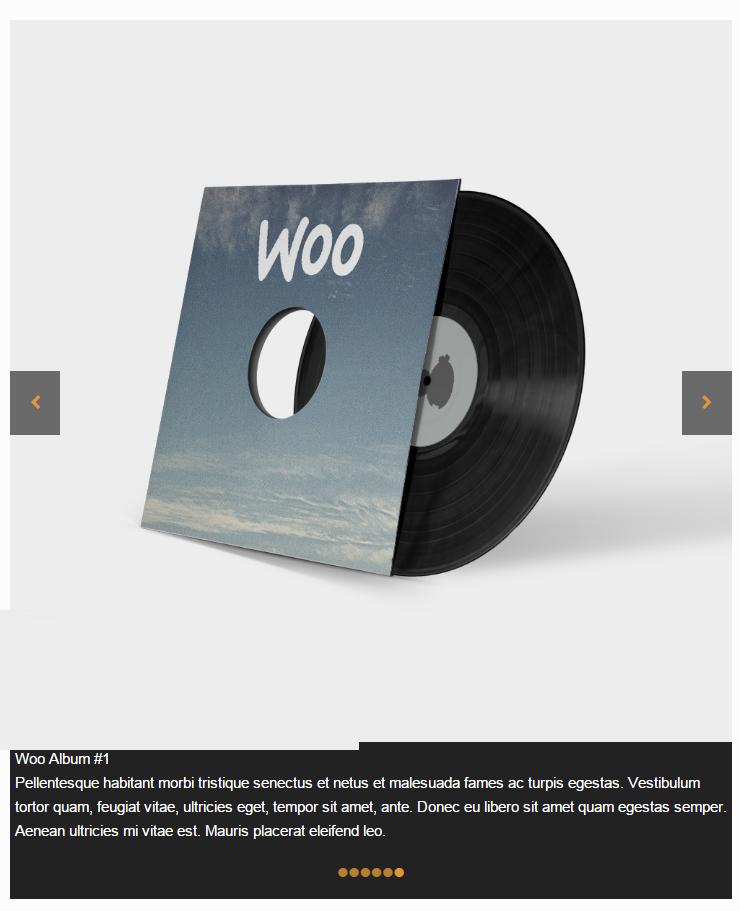 WOO
Woo Album #1
Pellentesque habitant morbi tristique senectus et netus et malesuada fames ac turpis egestas. Vestibulum
tortor quam, feugiat vitae, ultricies eget, tempor sit amet, ante. Donec eu libero sit amet quam egestas semper.
Aenean ultricies mi vitae est. Mauris placerat eleifend leo.